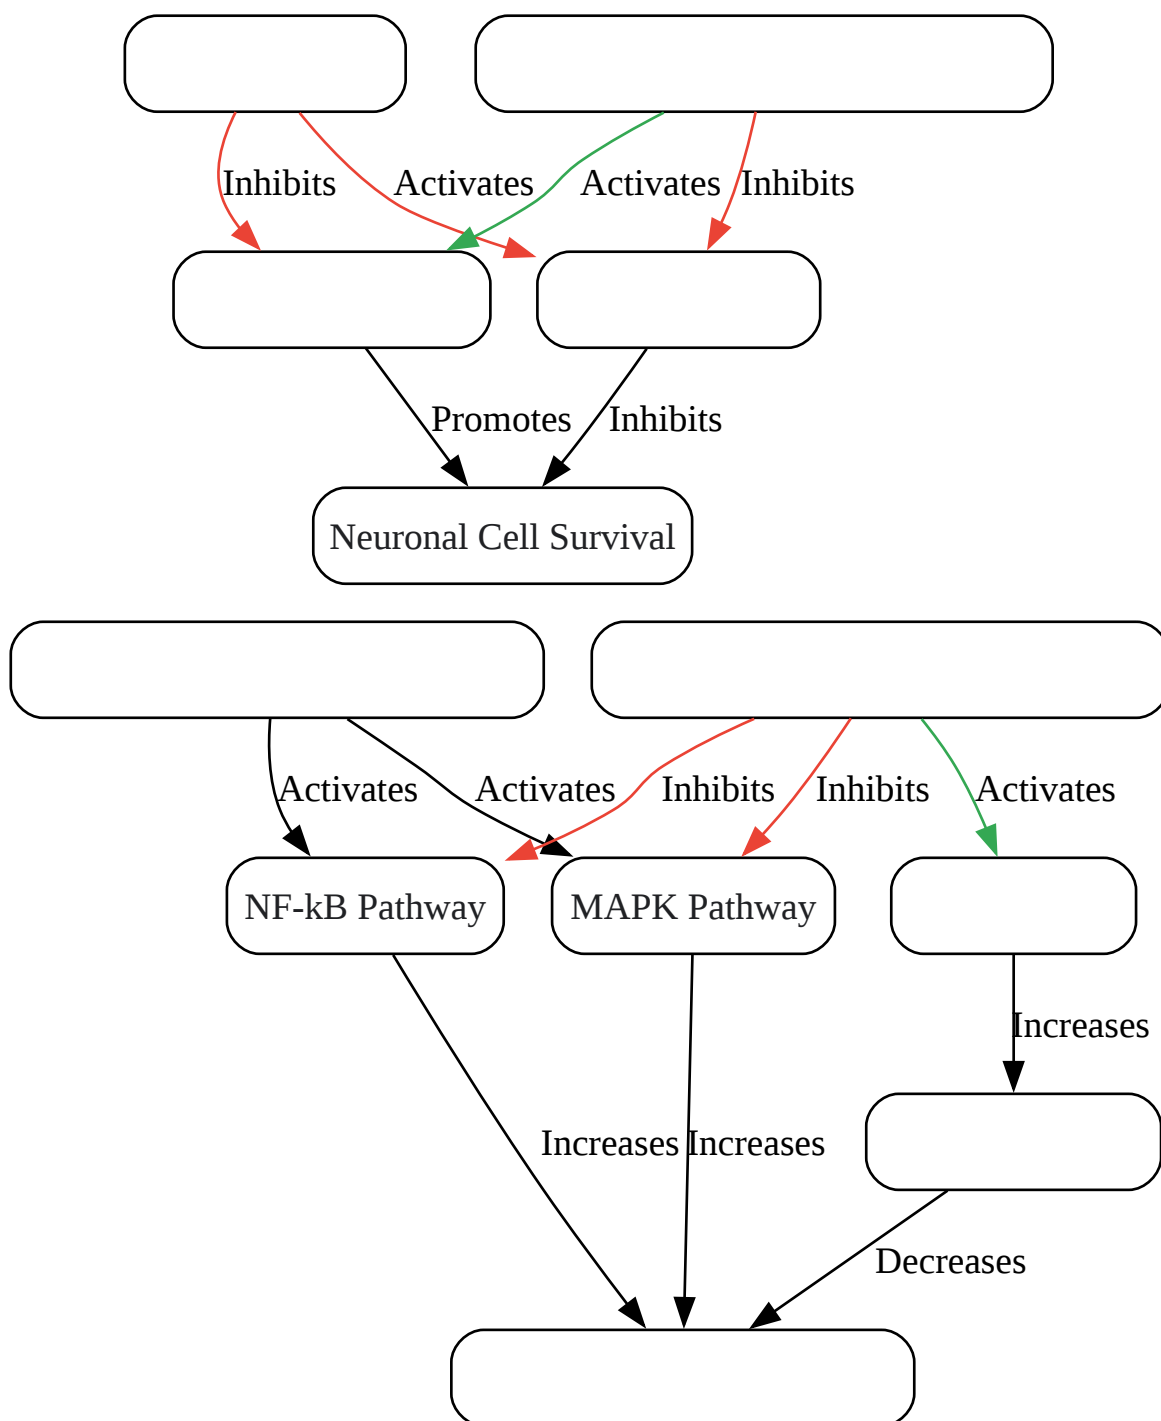 Inhibits
Activates
Activates
Inhibits
Promotes
Inhibits
Neuronal Cell Survival
Activates
Activates
Inhibits
Inhibits
Activates
NF-kB Pathway
MAPK Pathway
Increases
Increases
Increases
Decreases